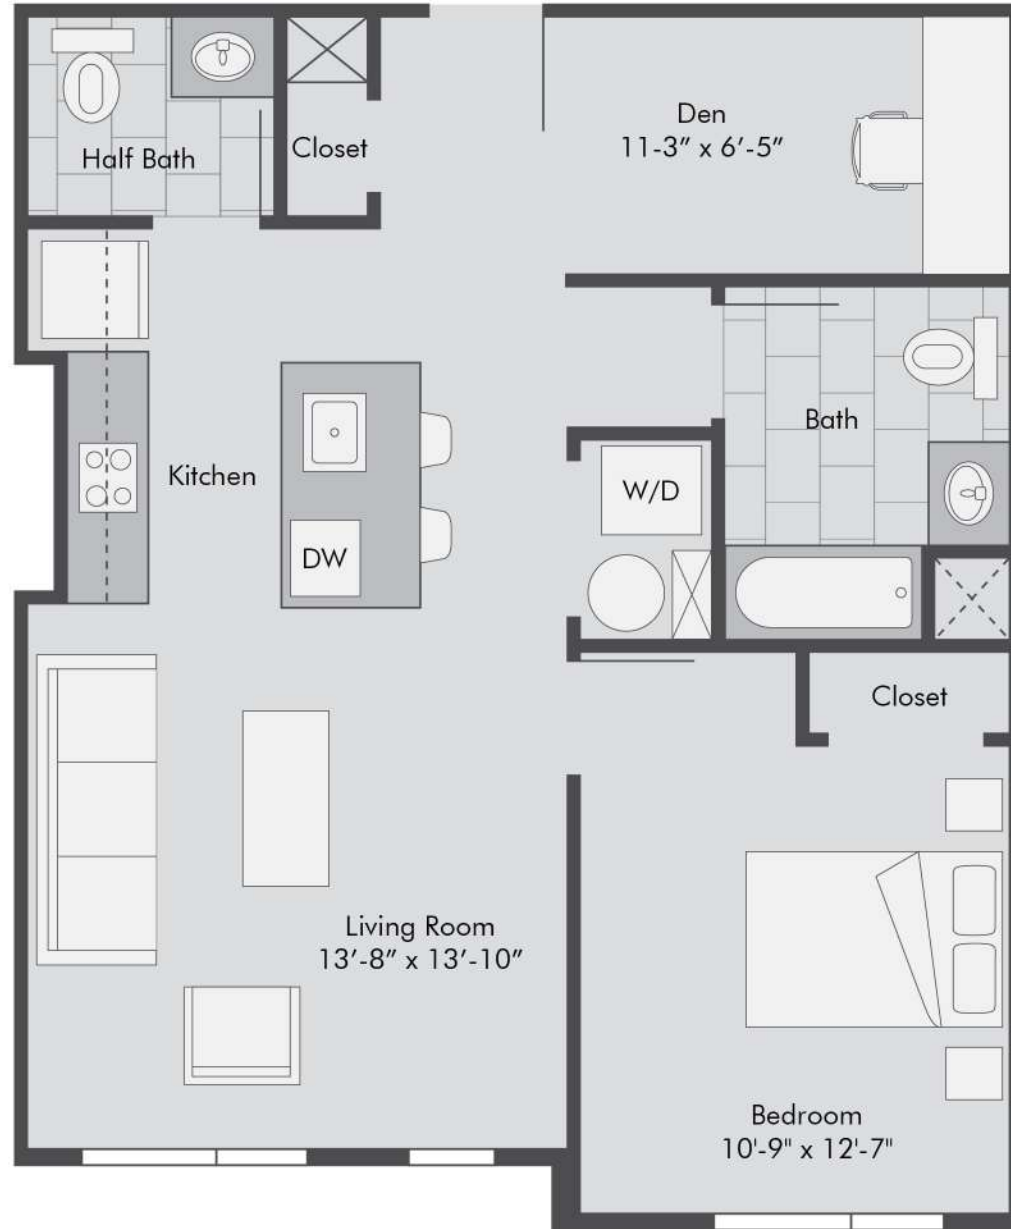 Den
11-3” x 6’-5”
Closet
Half Bath
Bath
Kitchen
W/D
DW
Closet
Living Room
13’-8” x 13’-10”
Bedroom
10'-9" x 12'-7"